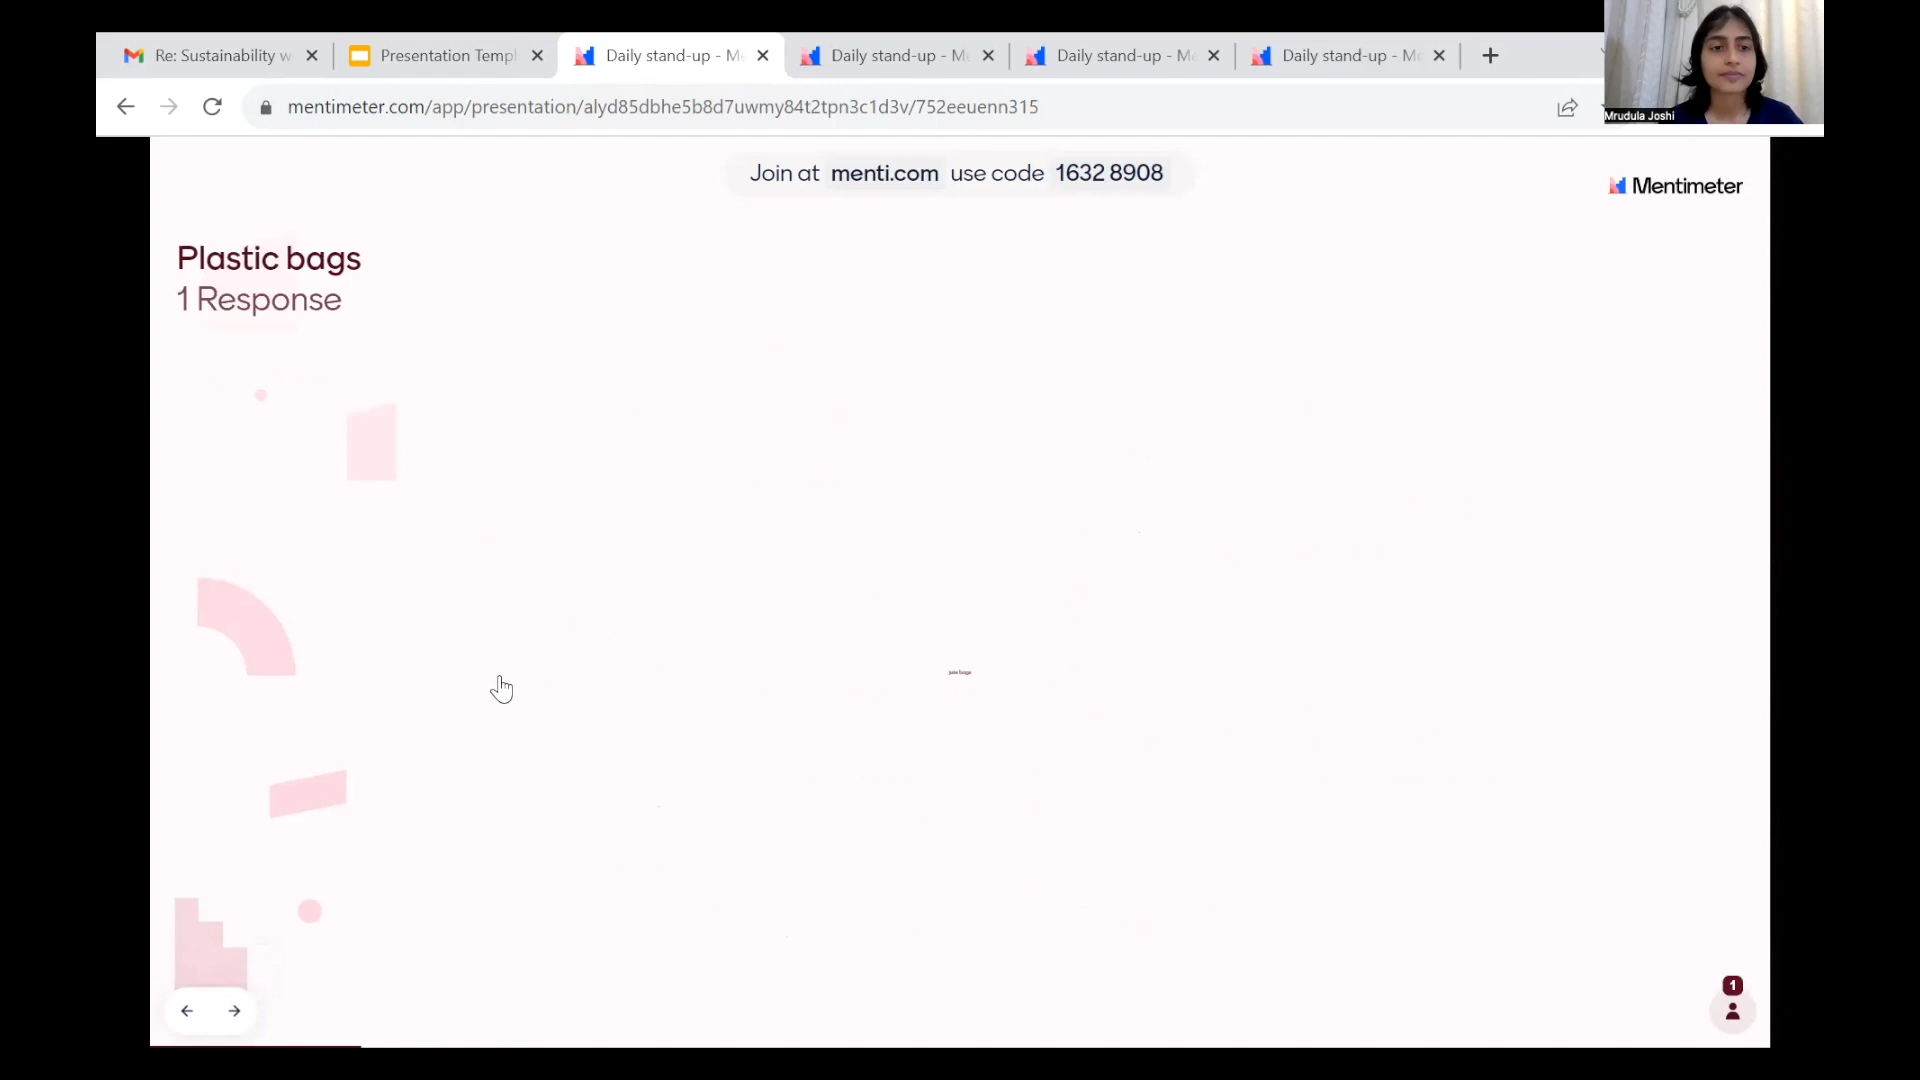 Re: Sustainability w
Presentation Templ
Daily stand-up - M
Daily stand-up - M
Daily stand-up - M
Daily stand-up - M
mentimeter.com/app/presentation/alyd85dbhe5b8d7uwmy84t2tpn3c1d3v/752eeuenn315
Mrudula Joshi
Join at menti.com use code 1632 8908
Mentimeter
Plastic bags
1 Response
jute bags
1